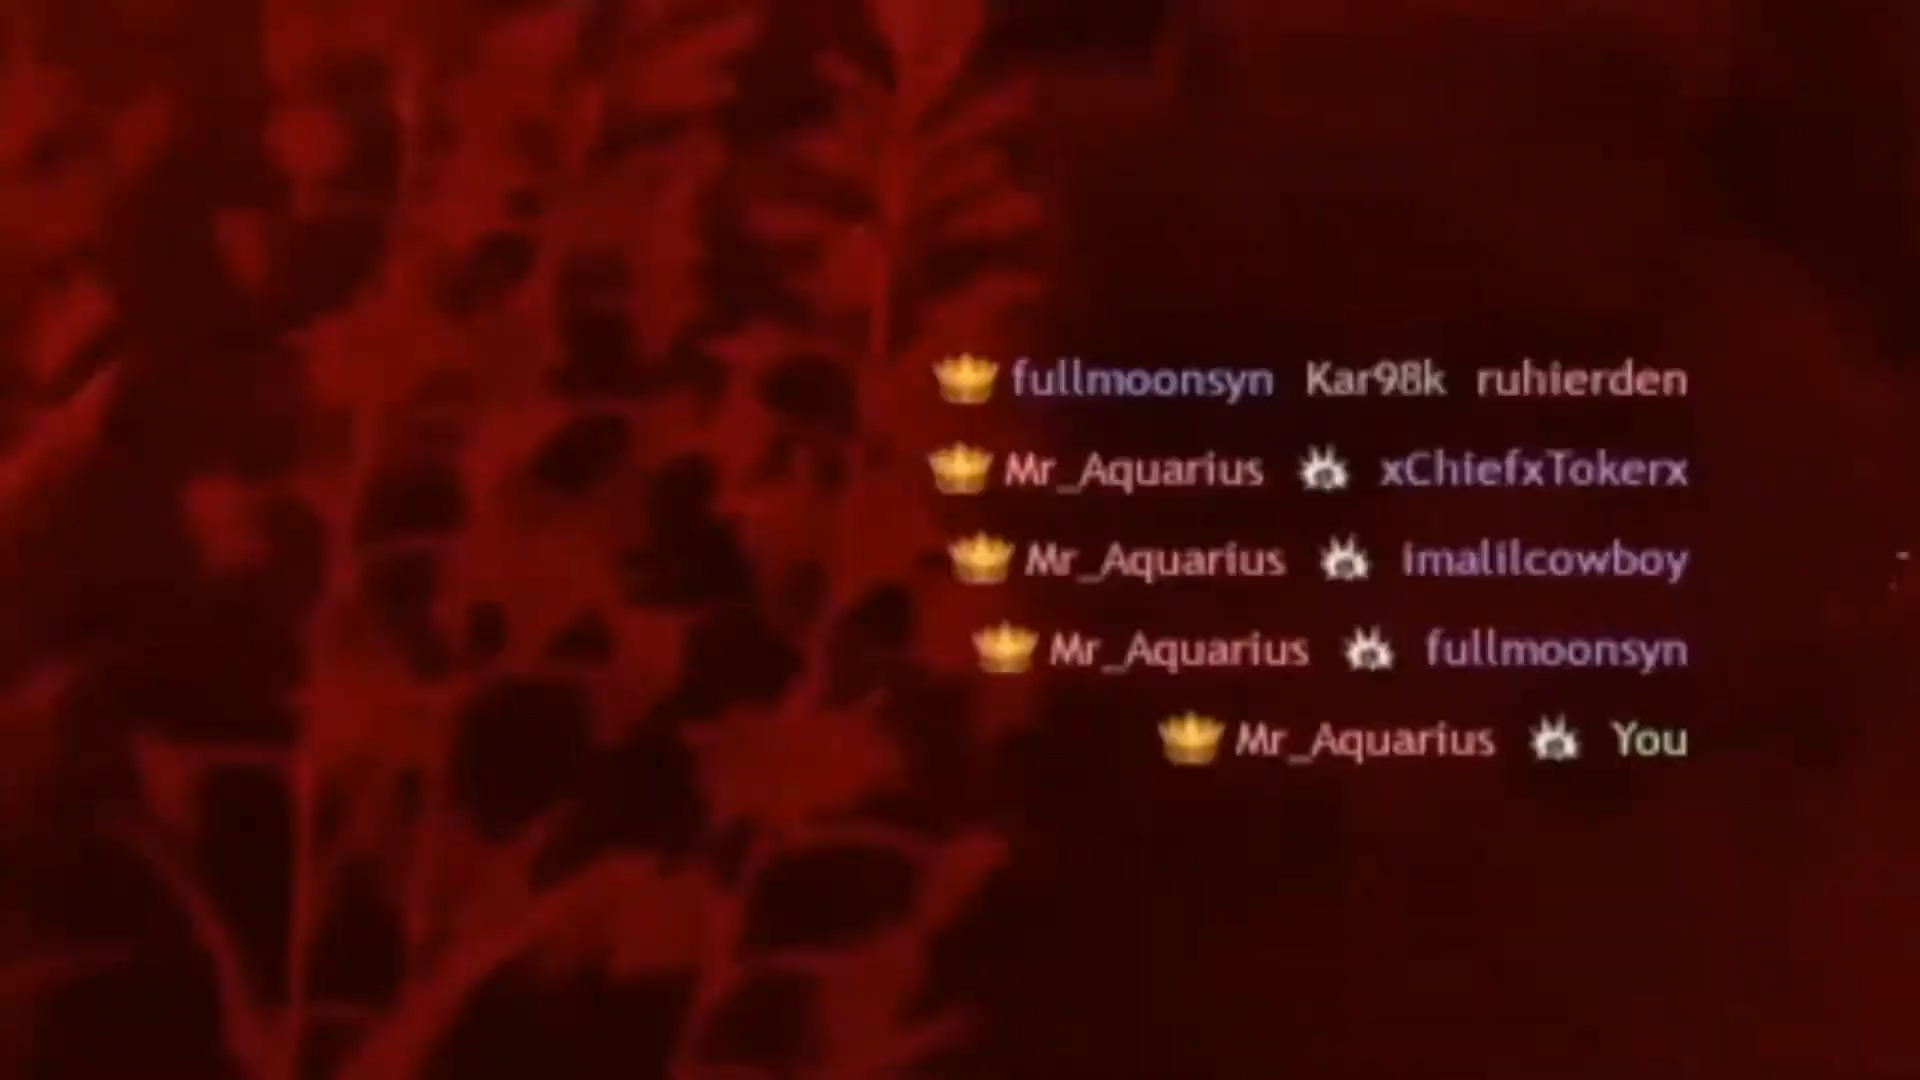 fullmoonsyn Kar98k ruhierden
Mr_Aquarius xChiefxTokerx
Mr_Aquarius imalilcowboy
Mr_Aquarius fullmoonsyn
Mr_Aquarius You